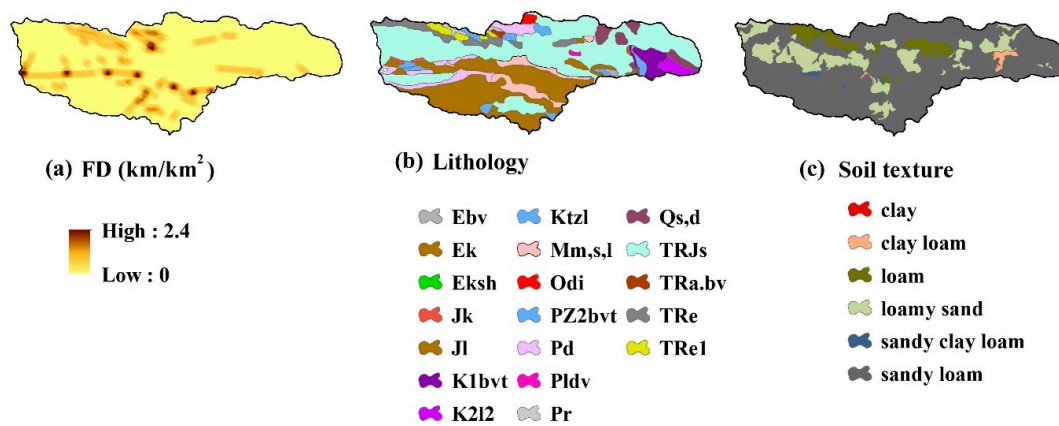 (a) FD (km/km²)
High : 2.4
Low : 0
(b) Lithology
Ebv
Ek
Eksh
Jk
Jl
K1bvt
K2l2
Ktzl
Mm,s,l
Odi
PZ2bvt
Pd
Pldv
Pr
Qs,d
TRJs
TRa.bv
TRe
TRe1
(c) Soil texture
clay
clay loam
loam
loamy sand
sandy clay loam
sandy loam